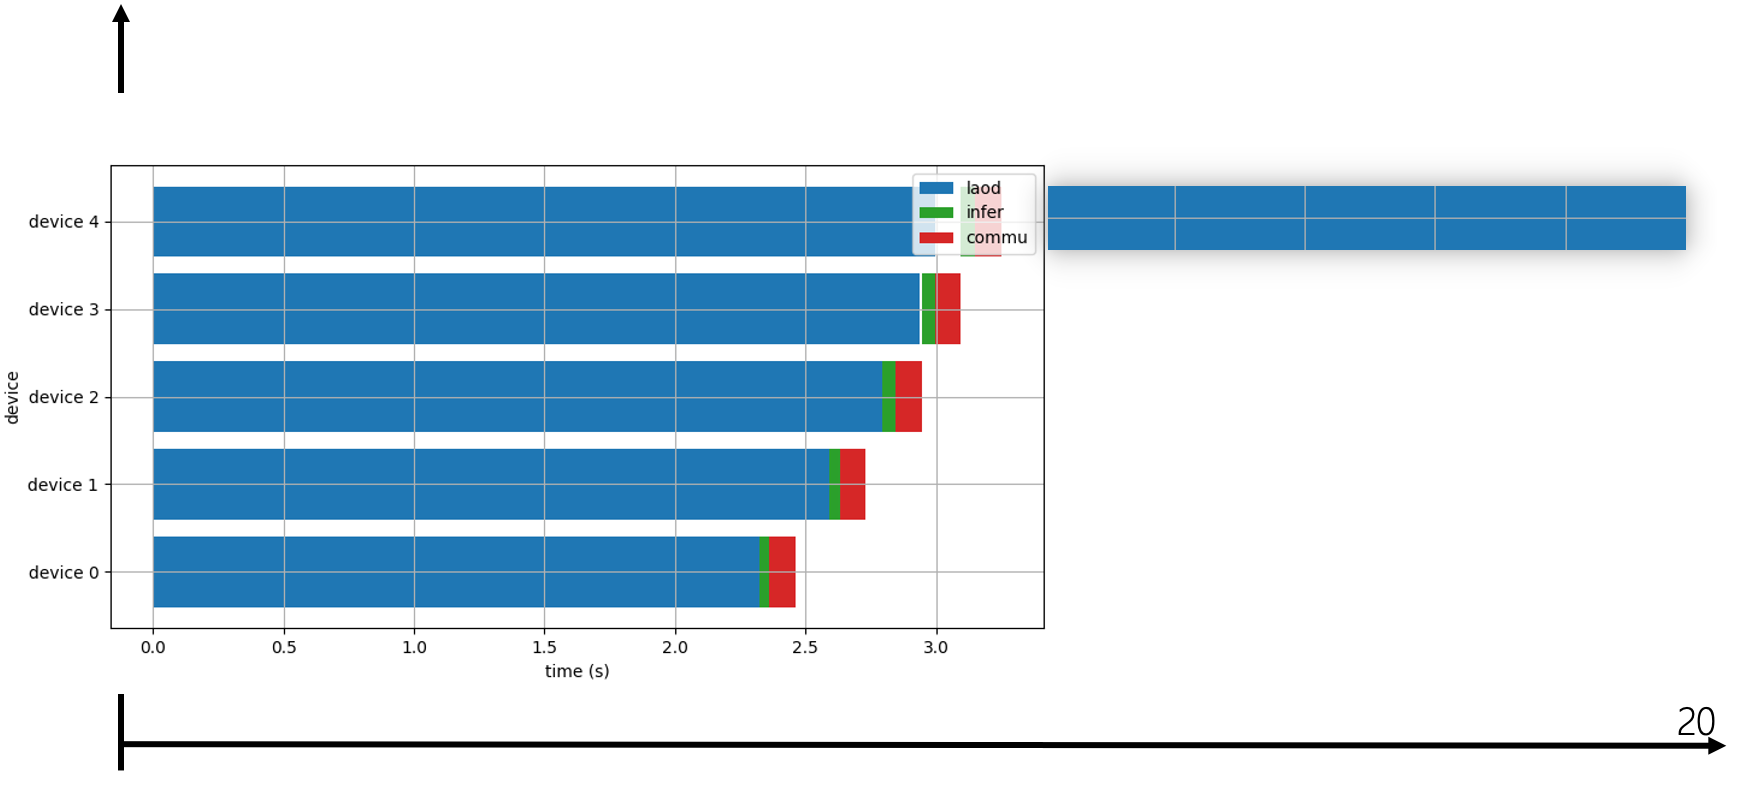 laod
infer
commu
device 4
device 3
device 2
device 1
device 0
device
0.0 0.5 1.0 1.5 2.0 2.5 3.0
time (s)
20